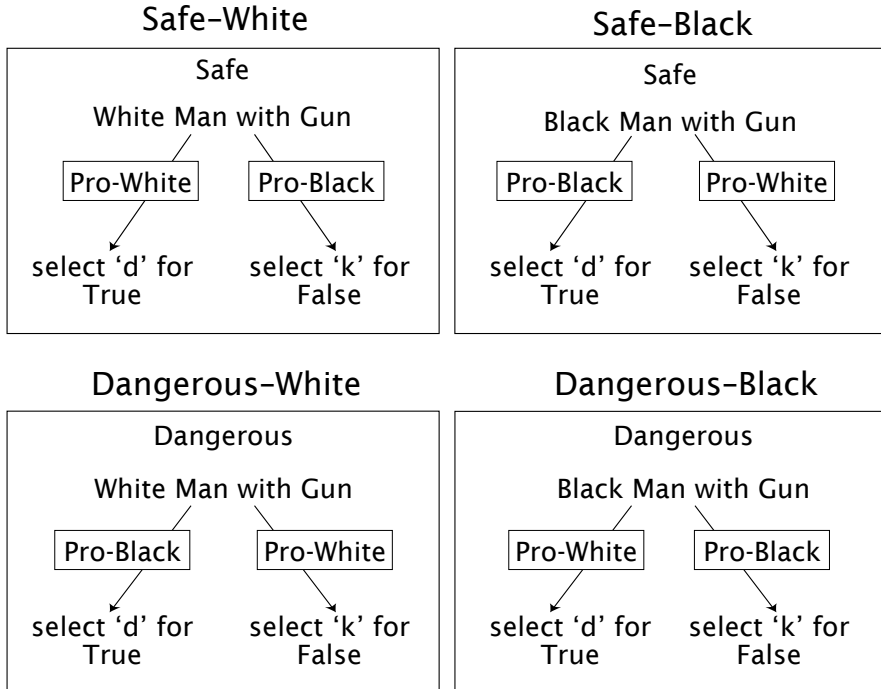 Safe–White
Safe
White Man with Gun
Pro-White
Pro-Black
select ‘d’ for
True
select ‘k’ for
False
Safe–Black
Safe
Black Man with Gun
Pro-Black
Pro-White
select ‘d’ for
True
select ‘k’ for
False
Dangerous–White
Dangerous
White Man with Gun
Pro-Black
Pro-White
select ‘d’ for
True
select ‘k’ for
False
Dangerous–Black
Dangerous
Black Man with Gun
Pro-White
Pro-Black
select ‘d’ for
True
select ‘k’ for
False